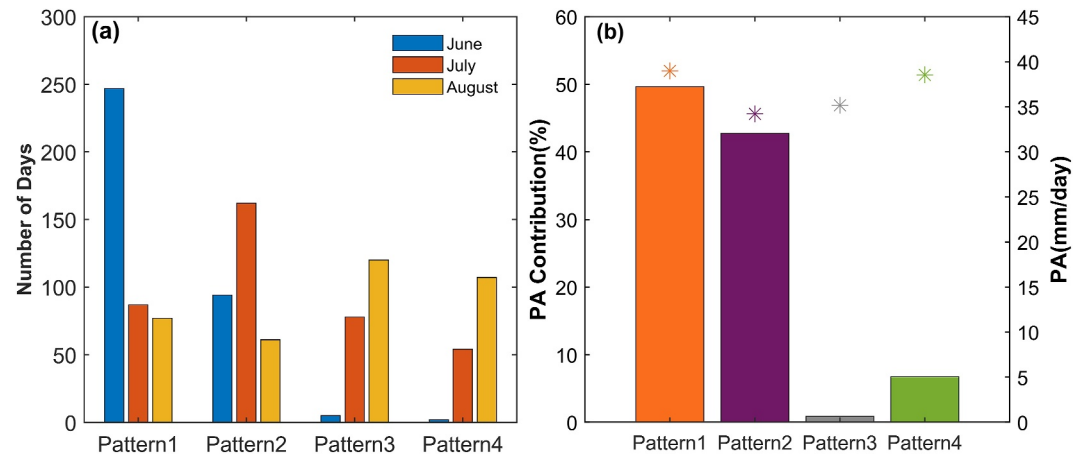 (a)
June
July
August
Number of Days
300
250
200
150
100
50
0
Pattern1 Pattern2 Pattern3 Pattern4
(b)
PA Contribution(%)
60
50
40
30
20
10
0
Pattern1 Pattern2 Pattern3 Pattern4
45
40
35
30
25
20
15
10
5
0
PA(mm/day)